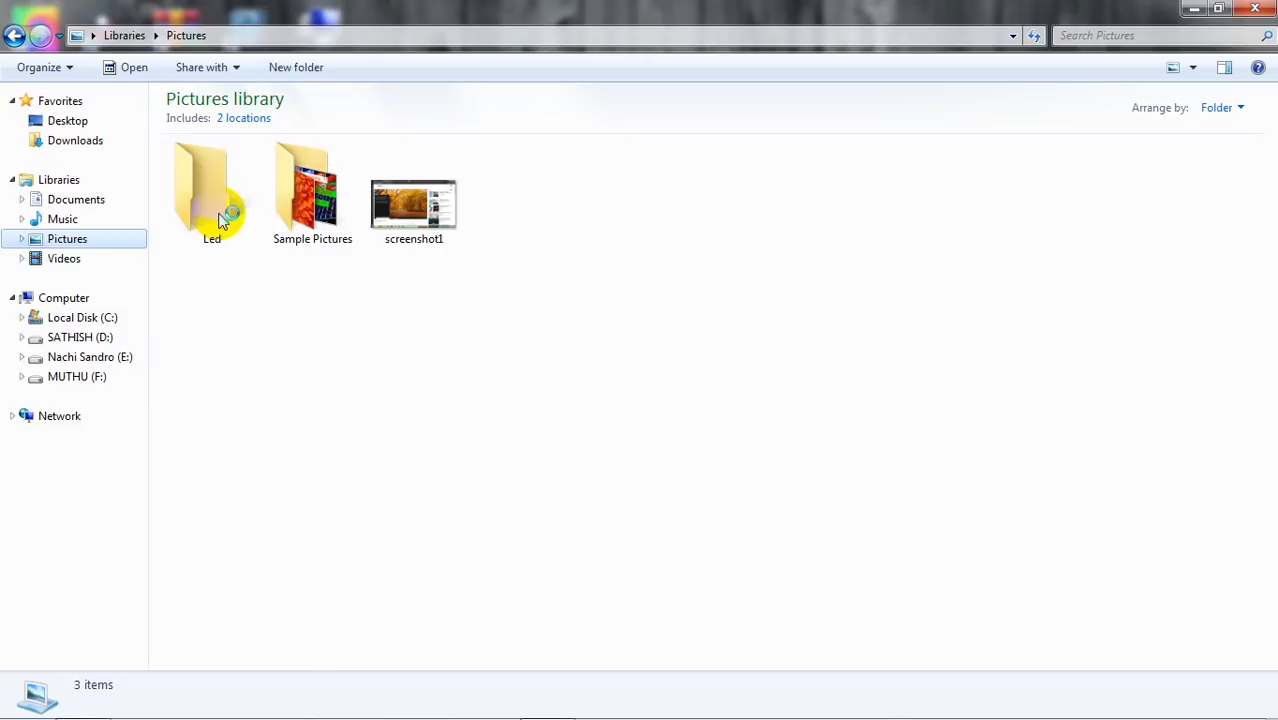 Libraries Pictures Search Pictures
Organize Open Share with New folder
Favorites
Desktop
Downloads
Libraries
Documents
Music
Pictures
Videos
Computer
Local Disk (C:)
SATHISH (D:)
Nachi Sandro (E:)
MUTHU (F:)
Network
Pictures library
Includes: 2 locations
Arrange by: Folder
Led Sample Pictures screenshot1
3 items